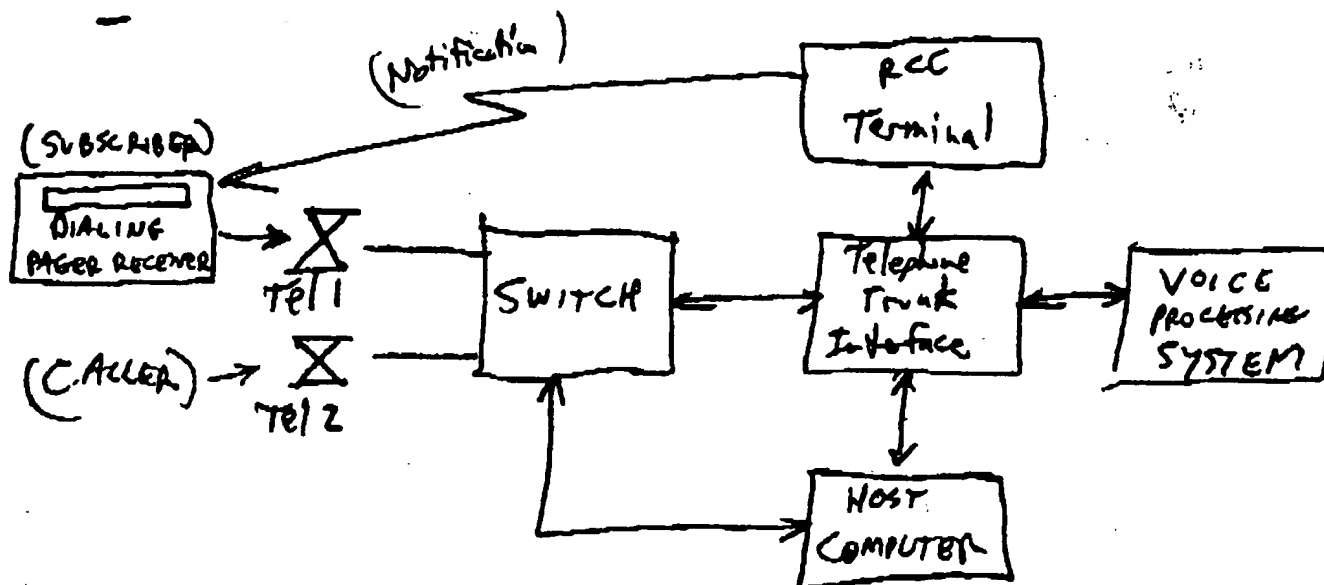 (Notification)
RCC
Terminal
(SUBSCRIBER)
DIALING
PAGER RECEIVER
Tel 1
SWITCH
Telephone
Trunk
Interface
VOICE
PROCESSING
SYSTEM
(CALLER)
Tel 2
HOST
COMPUTER